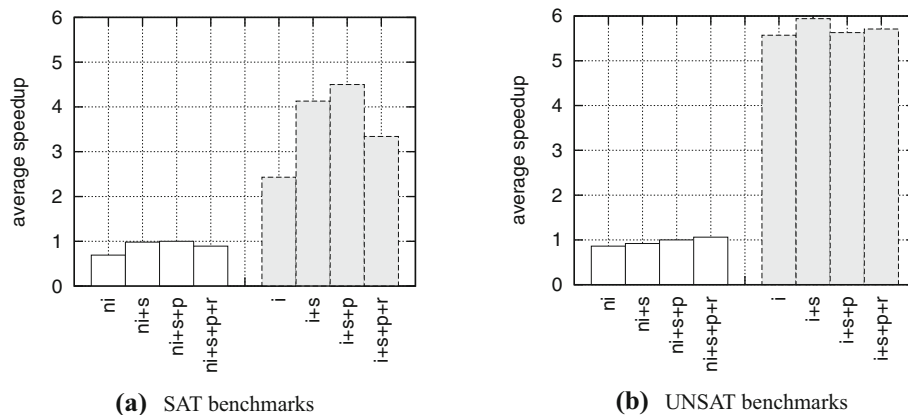 average speedup
6
5
4
3
2
1
0
ni
ni+s
ni+s+p
ni+s+p+r
i
i+s
i+s+p
i+s+p+r
(a) SAT benchmarks
average speedup
6
5
4
3
2
1
0
ni
ni+s
ni+s+p
ni+s+p+r
i
i+s
i+s+p
i+s+p+r
(b) UNSAT benchmarks